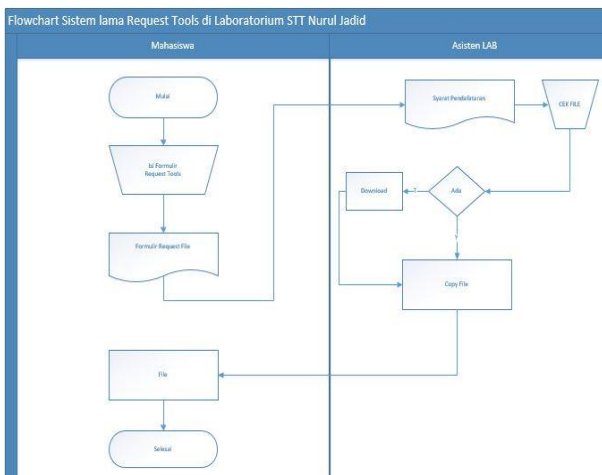 Flowchart Sistem lama Request Tools di Laboratorium STT Nurul Jadid
Mahasiswa
Asisten LAB
Mulai
Isi Formulir
Request Tools
Formulir Request File
Syarat Pendafataran
CEK FILE
Ada
T
Download
Y
Copy File
File
Selesai